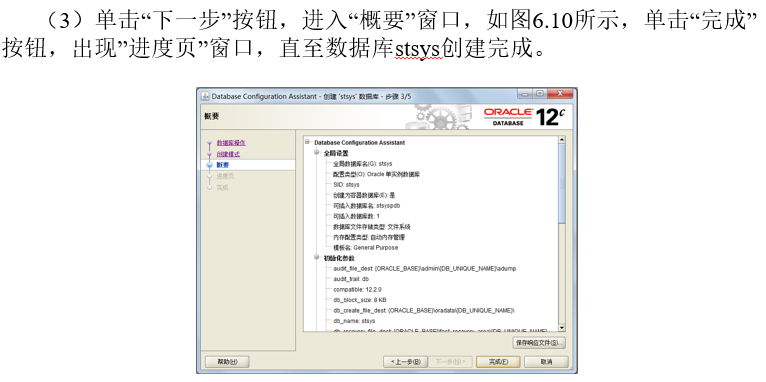 （3）单击“下一步”按钮，进入“概要”窗口，如图6.10所示，单击“完成”
按钮，出现”进度页”窗口，直至数据库stsys创建完成。
Database Configuration Assistant - 创建 'stsys' 数据库 - 步骤 3/5
概要
ORACLE
DATABASE
12c
数据库操作
创建模式
概要
进度页
完成
Database Configuration Assistant
全局设置
全局数据库名(G): stsys
配置类型(O): Oracle 单实例数据库
SID: stsys
创建为容器数据库(E): 是
可插入数据库名: stsyspdb
可插入数据库数: 1
数据库文件存储类型: 文件系统
内存配置类型: 自动内存管理
模板名: General Purpose
初始化参数
audit_file_dest: {ORACLE_BASE}\admin\{DB_UNIQUE_NAME}\adump
audit_trail: db
compatible: 12.2.0
db_block_size: 8 KB
db_create_file_dest: {ORACLE_BASE}\oradata\{DB_UNIQUE_NAME}\
db_name: stsys
保存响应文件(S)...
帮助(H)
<上一步(B)
下一步(N)>
完成(F)
取消